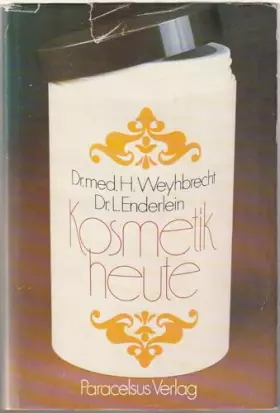 Dr. med. H. Weyhbrecht
Dr. L. Enderlein
Kosmetik
heute
Paracelsus Verlag